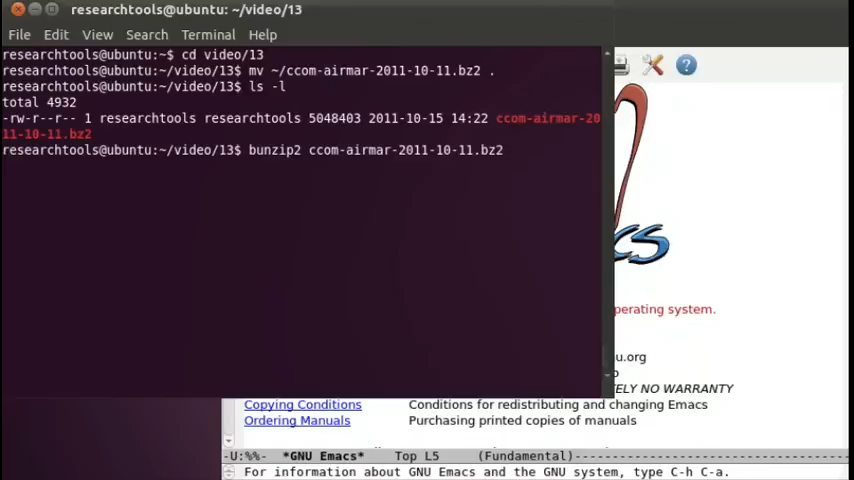 researchtools@ubuntu: ~/video/13
File Edit View Search Terminal Help
researchtools@ubuntu:~$ cd video/13
researchtools@ubuntu:~/video/13$ mv ~/ccom-airmar-2011-10-11.bz2 .
researchtools@ubuntu:~/video/13$ ls -l
total 4932
-rw-r--r-- 1 researchtools researchtools 5048403 2011-10-15 14:22 ccom-airmar-20
11-10-11.bz2
researchtools@ubuntu:~/video/13$ bunzip2 ccom-airmar-2011-10-11.bz2
perating system.
u.org
ELY NO WARRANTY
Copying Conditions Conditions for redistributing and changing Emacs
Ordering Manuals Purchasing printed copies of manuals
-U:%%- *GNU Emacs* Top L5 (Fundamental)----------------------------------
For information about GNU Emacs and the GNU system, type C-h C-a.